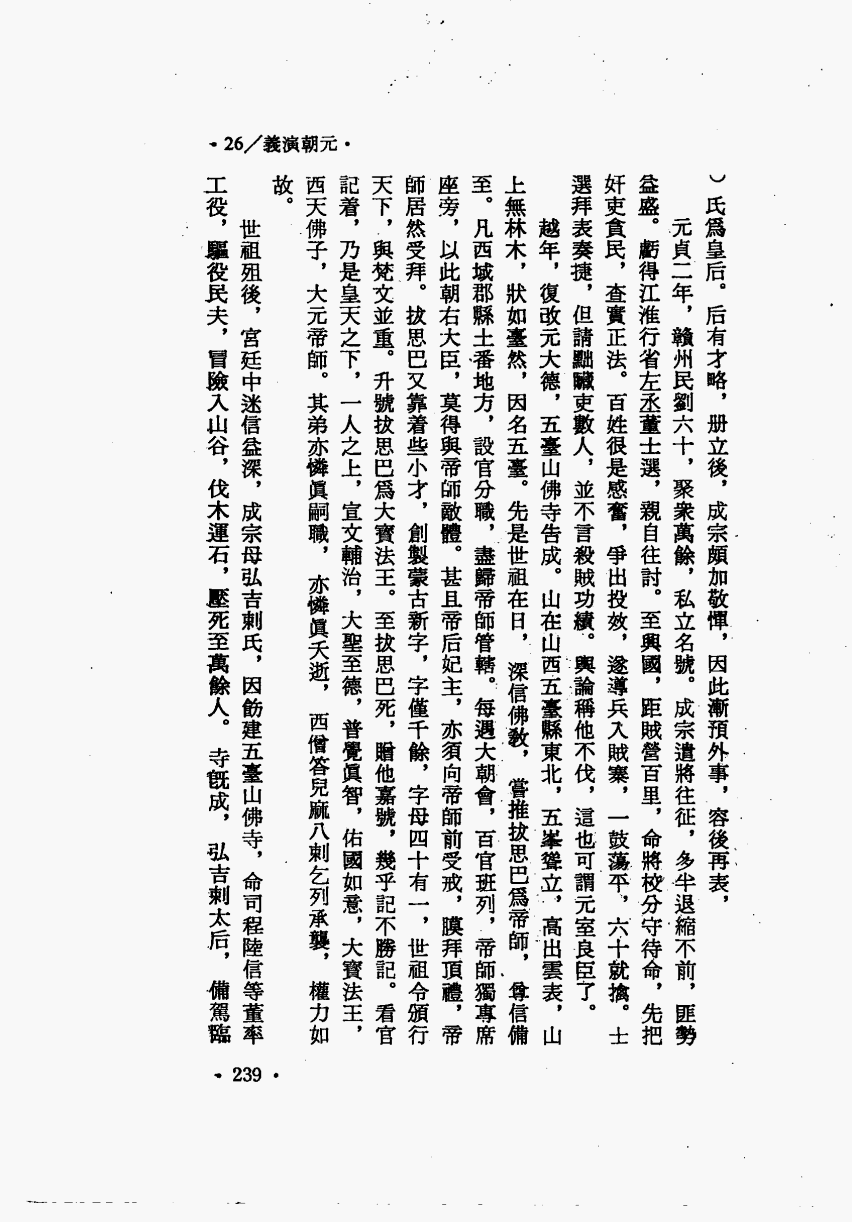 •26／義演朝元•
）氏爲皇后。后有才略，册立後，成宗頗加敬憚，因此漸預外事，容後再表，
元貞二年，贛州民劉六十，聚衆萬餘，私立名號。成宗遣將往征，多半退縮不前，匪勢
益盛。虧得江淮行省左丞董士選，親自往討。至興國，距賊營百里，命將校分守待命，先把
奸吏貪民，查實正法。百姓很是感奮，爭出投效，遂導兵入賊寨，一鼓蕩平，六十就擒。士
選拜表奏捷，但請黜贓吏數人，並不言殺賊功績。輿論稱他不伐，這也可謂元室良臣了。
越年，復改元大德，五臺山佛寺告成。山在山西五臺縣東北，五峯聳立，高出雲表，山
上無林木，狀如臺然，因名五臺。先是世祖在日，深信佛敎，嘗推拔思巴爲帝師，尊信備
至。凡西域郡縣土番地方，設官分職，盡歸帝師管轄。每遇大朝會，百官班列，帝師獨專席
座旁，以此朝右大臣，莫得與帝師敵體。甚且帝后妃主，亦須向帝師前受戒，膜拜頂禮，帝
師居然受拜。拔思巴又靠着些小才，創製蒙古新字，字僅千餘，字母四十有一，世祖令頒行
天下，與梵文並重。升號拔思巴爲大寳法王。至拔思巴死，贈他嘉號，幾乎記不勝記。看官
記着，乃是皇天之下，一人之上，宣文輔治，大聖至德，普覺眞智，佑國如意，大寳法王，
西天佛子，大元帝師。其弟亦憐眞嗣職，亦憐眞夭逝，西僧答兒麻八剌乞列承襲，權力如
故。
世祖殂後，宮廷中迷信益深，成宗母弘吉剌氏，因飭建五臺山佛寺，命司程陸信等董率
工役，驅役民夫，冒險入山谷，伐木運石，壓死至萬餘人。寺旣成，弘吉剌太后，備駕臨
•239•